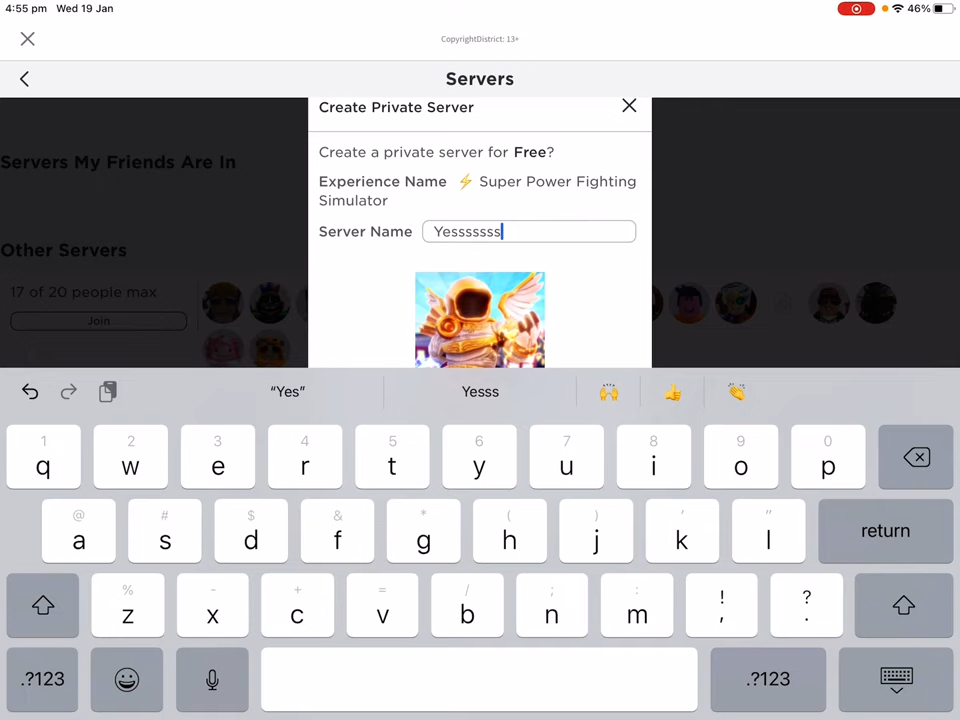 4:55 pm Wed 19 Jan
46%
CopyrightDistrict: 13+
Servers
Create Private Server
Create a private server for Free?
Experience Name ⚡ Super Power Fighting
Simulator
Server Name Yesssssss
Servers My Friends Are In
Other Servers
17 of 20 people max
Join
“Yes” Yesss 🙌 👍 👏
1 2 3 4 5 6 7 8 9 0
q w e r t y u i o p
@ # $ & * ( ) ' "
a s d f g h j k l return
% - + = / ; : ! ?
z x c v b n m , .
.?123 .?123